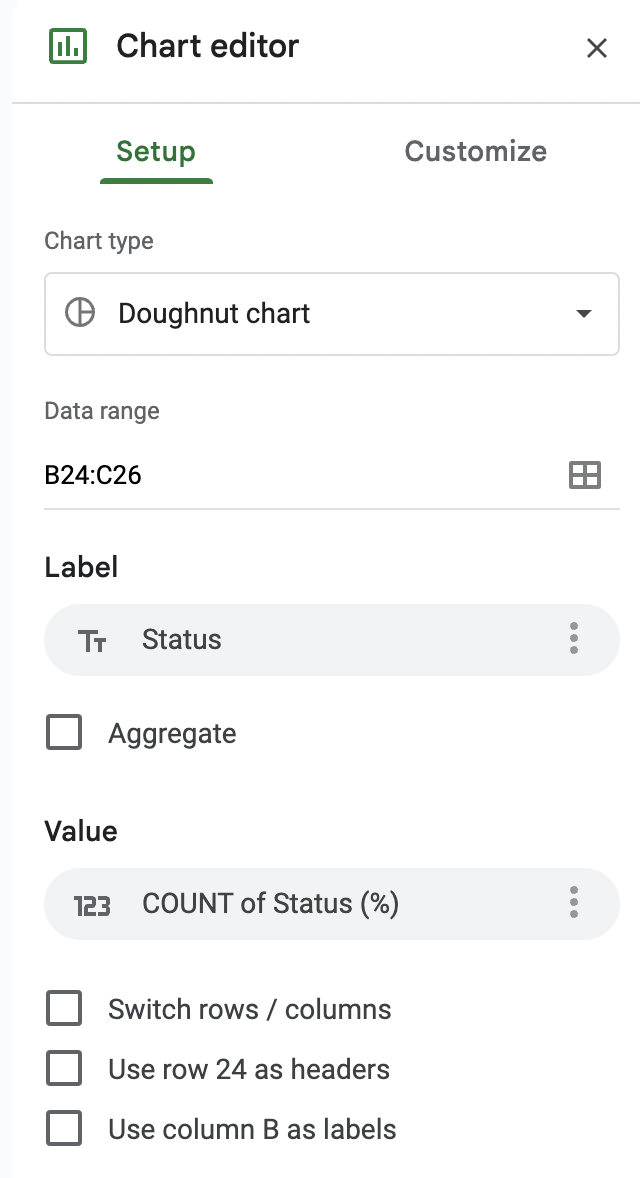 Chart editor
Setup
Customize
Chart type
Doughnut chart
Data range
B24:C26
Label
Tт Status
Aggregate
Value
123 COUNT of Status (%)
Switch rows / columns
Use row 24 as headers
Use column B as labels